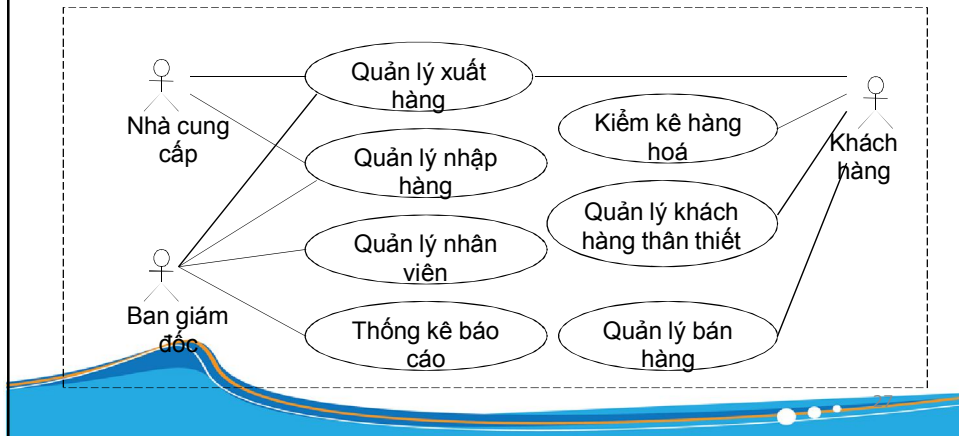 Quản lý xuất
hàng
Nhà cung
cấp
Kiểm kê hàng
hoá
Khách
hàng
Quản lý nhập
hàng
Quản lý khách
hàng thân thiết
Quản lý nhân
viên
Ban giám
đốc
Thống kê báo
cáo
Quản lý bán
hàng